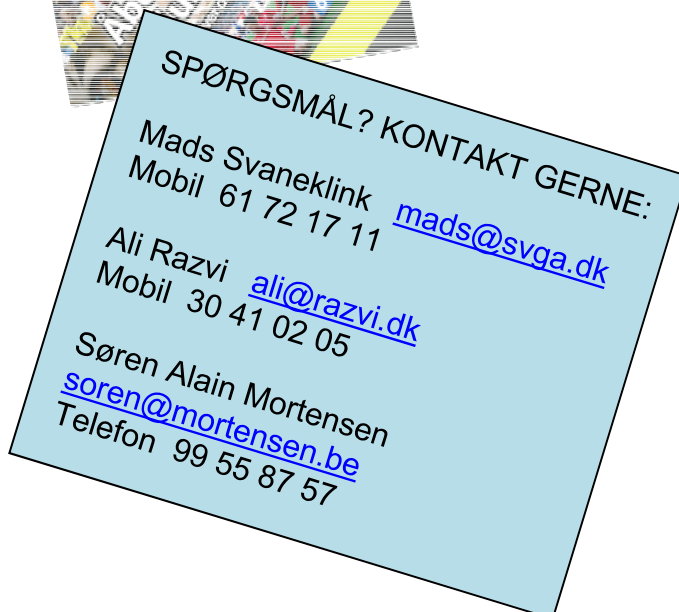 SPØRGSMÅL? KONTAKT GERNE:
Mads Svaneklink mads@svga.dk
Mobil 61 72 17 11
Ali Razvi ali@razvi.dk
Mobil 30 41 02 05
Søren Alain Mortensen
soren@mortensen.be
Telefon 99 55 87 57